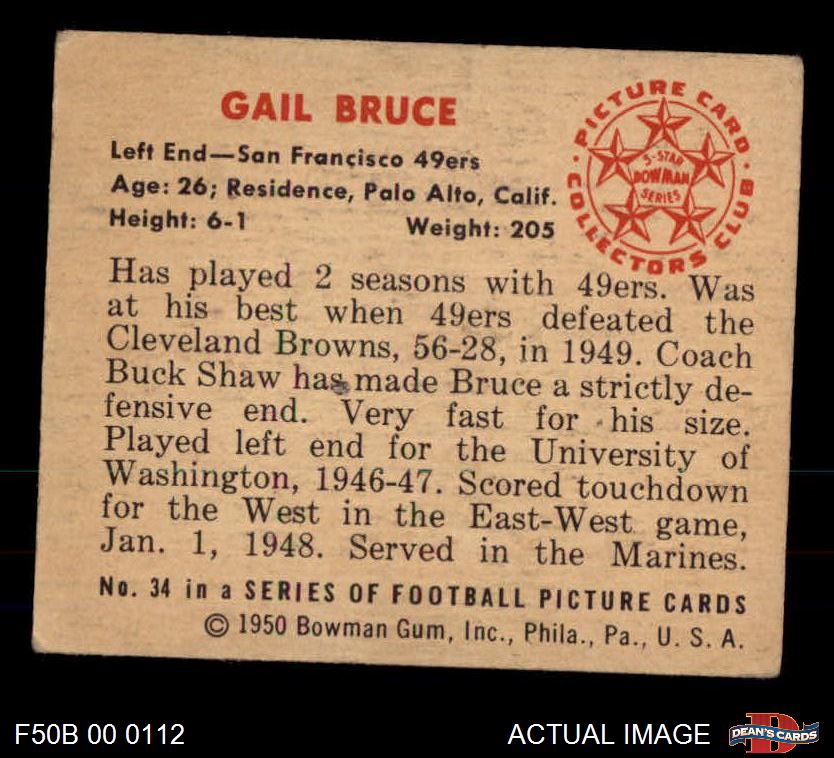 GAIL BRUCE
Left End—San Francisco 49ers
Age: 26; Residence, Palo Alto, Calif.
Height: 6-1 Weight: 205
PICTURE CARD
COLLECTORS CLUB
5-STAR
BOWMAN
SERIES
Has played 2 seasons with 49ers. Was
at his best when 49ers defeated the
Cleveland Browns, 56-28, in 1949. Coach
Buck Shaw has made Bruce a strictly de-
fensive end. Very fast for his size.
Played left end for the University of
Washington, 1946-47. Scored touchdown
for the West in the East-West game,
Jan. 1, 1948. Served in the Marines.
No. 34 in a SERIES OF FOOTBALL PICTURE CARDS
© 1950 Bowman Gum, Inc., Phila., Pa., U. S. A.
F50B 00 0112
ACTUAL IMAGE
D
DEAN'S CARDS